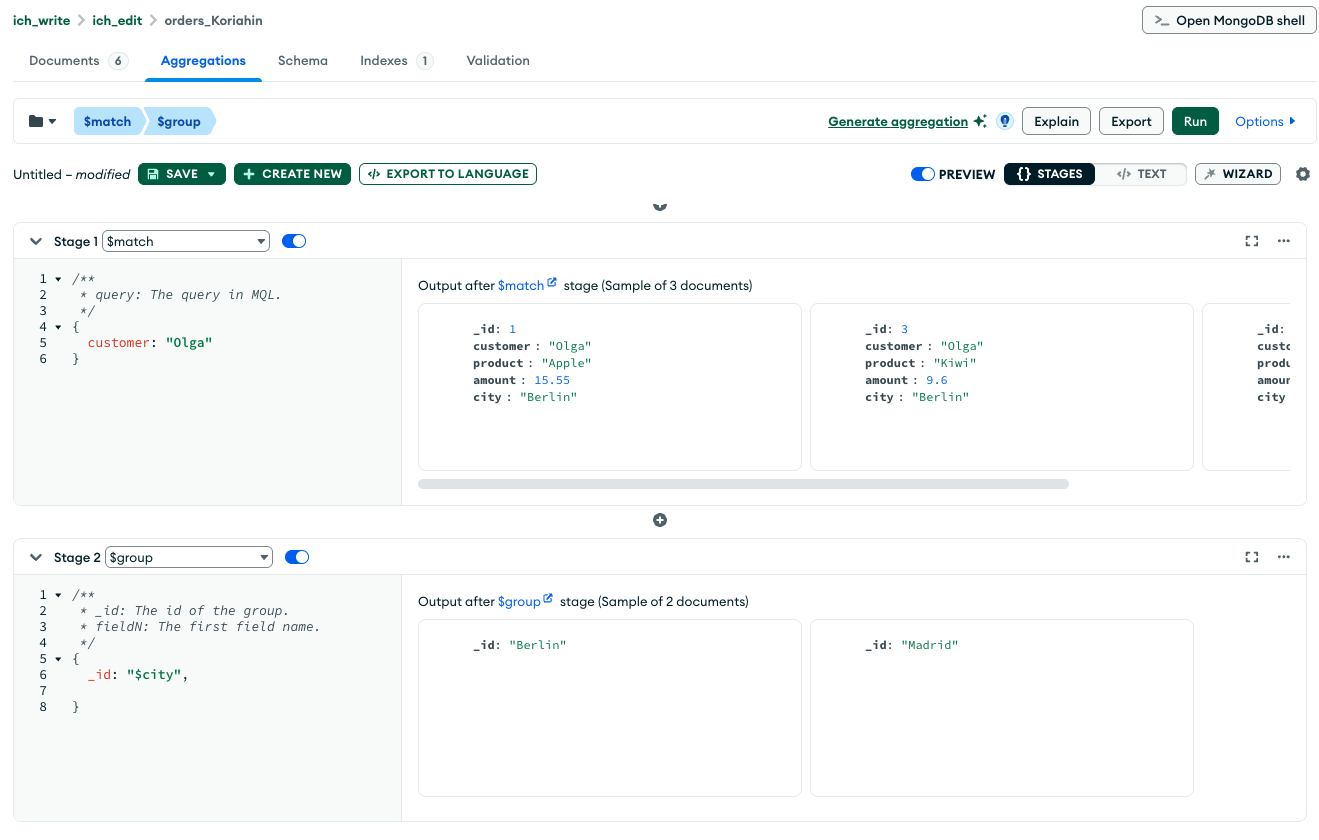 ich_write > ich_edit > orders_Koriahin
>_ Open MongoDB shell
Documents 6 Aggregations Schema Indexes 1 Validation
$match $group
Generate aggregation Explain Export Run Options
Untitled – modified SAVE + CREATE NEW </> EXPORT TO LANGUAGE
PREVIEW {} STAGES </> TEXT WIZARD
Stage 1 $match
1 /**
2 * query: The query in MQL.
3 */
4 {
5 customer: "Olga"
6 }
Output after $match stage (Sample of 3 documents)
_id: 1
customer : "Olga"
product : "Apple"
amount : 15.55
city : "Berlin"
_id: 3
customer : "Olga"
product : "Kiwi"
amount : 9.6
city : "Berlin"
_id:
custo
produ
amour
city
Stage 2 $group
1 /**
2 * _id: The id of the group.
3 * fieldN: The first field name.
4 */
5 {
6 _id: "$city",
7
8 }
Output after $group stage (Sample of 2 documents)
_id: "Berlin"
_id: "Madrid"